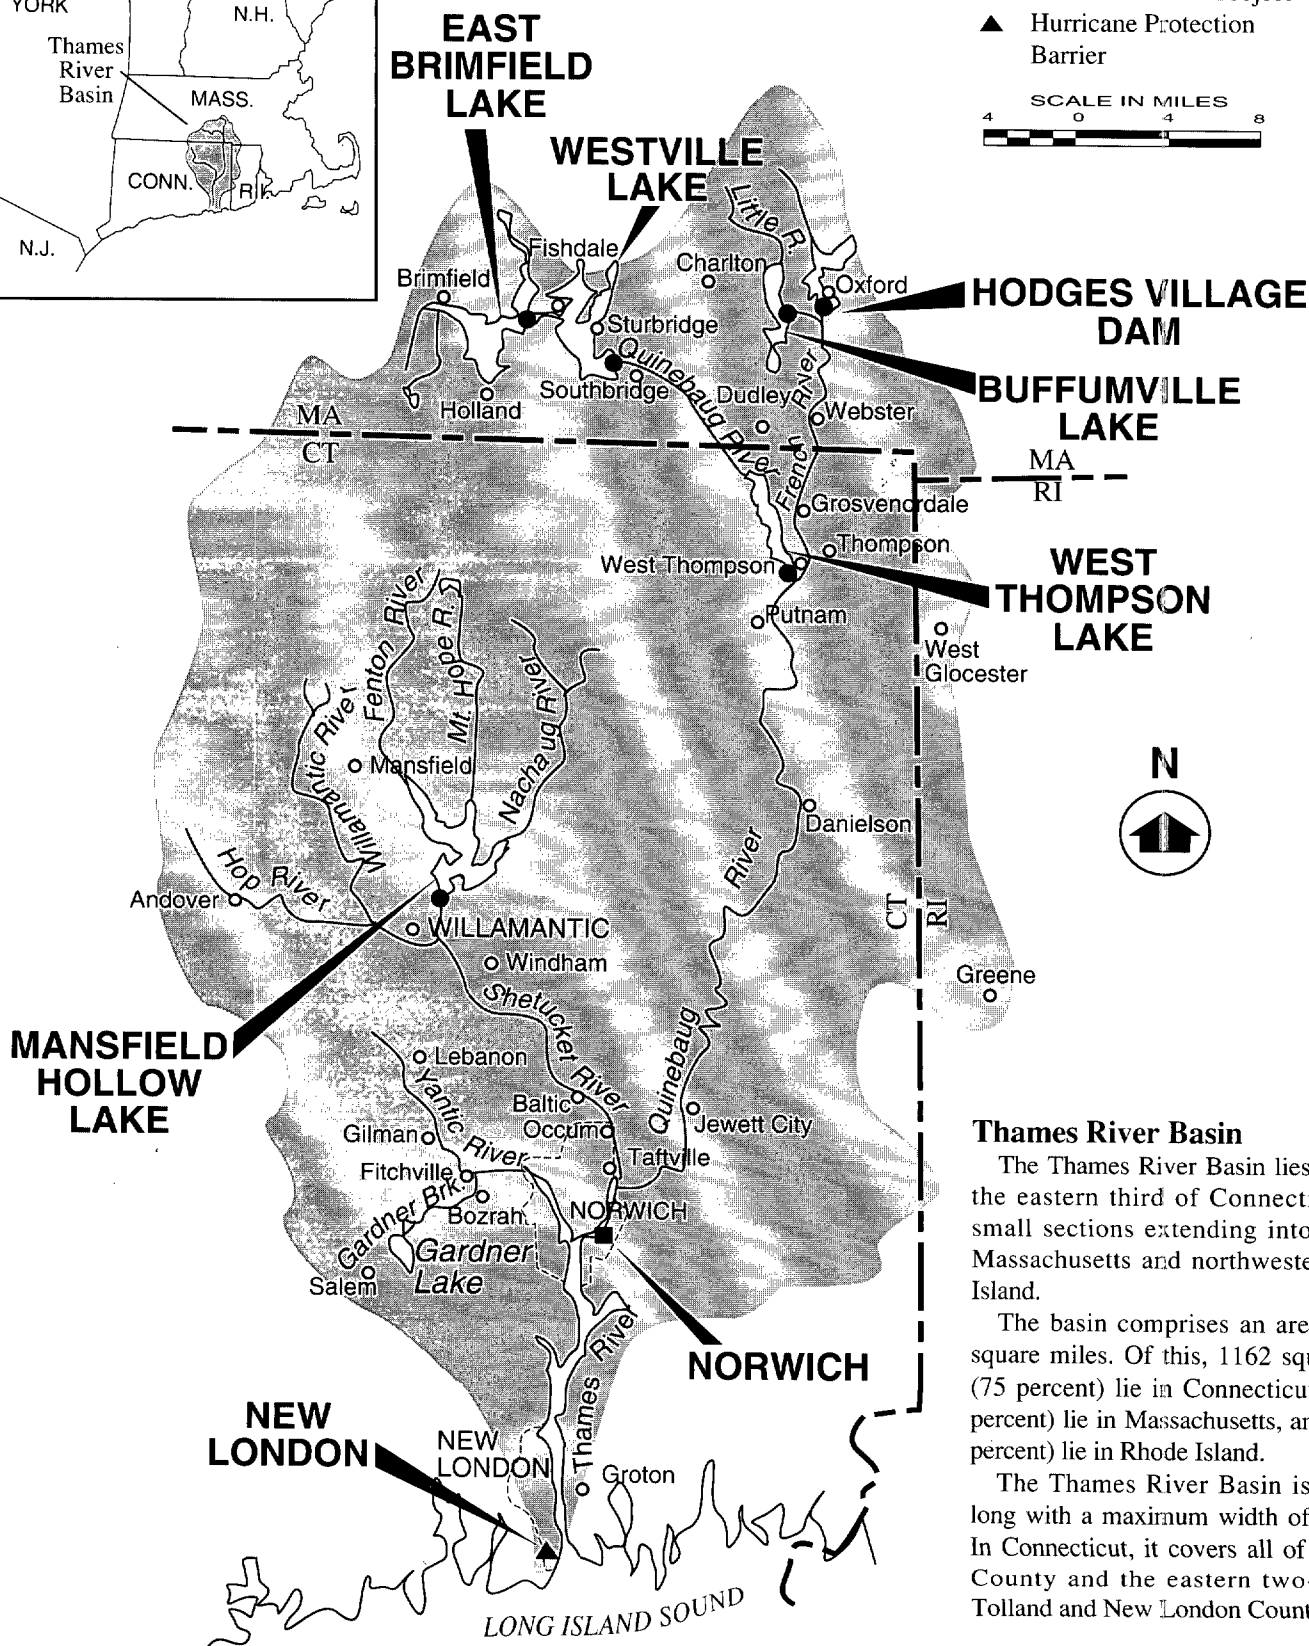 YORK
N.H.
Thames
River
Basin
MASS.
CONN.
R.I.
N.J.
Hurricane Protection
Barrier
SCALE IN MILES
4 0 4 8
EAST
BRIMFIELD
LAKE
WESTVILLE
LAKE
Little R.
Fishdale
Charlton
Brimfield
Oxford
HODGES VILLAGE
DAM
Sturbridge
Quinebaug River
Southbridge
Dudley
French River
BUFFUMVILLE
LAKE
Holland
Webster
MA
CT
MA
RI
Grosvenordale
Thompson
West Thompson
WEST
THOMPSON
LAKE
Putnam
West
Glocester
Fenton River
Mt. Hope R.
Nachaug River
Willamantic River
Mansfield
N
Danielson
Hop River
River
Andover
CT
RI
WILLAMANTIC
Windham
Greene
Shetucket River
MANSFIELD
HOLLOW
LAKE
Lebanon
Yantic River
Quinebaug
Baltic
Occum
Jewett City
Gilman
Taftville
Fitchville
Gardner Brk.
Bozrah
NORWICH
Gardner
Lake
Salem
Thames River
NORWICH
NEW
LONDON
NEW
LONDON
Groton
LONG ISLAND SOUND
Thames River Basin
The Thames River Basin lies
the eastern third of Connect
small sections extending into
Massachusetts and northweste
Island.
The basin comprises an are
square miles. Of this, 1162 squ
(75 percent) lie in Connecticu
percent) lie in Massachusetts, an
percent) lie in Rhode Island.
The Thames River Basin is
long with a maximum width of
In Connecticut, it covers all of
County and the eastern two-
Tolland and New London Count